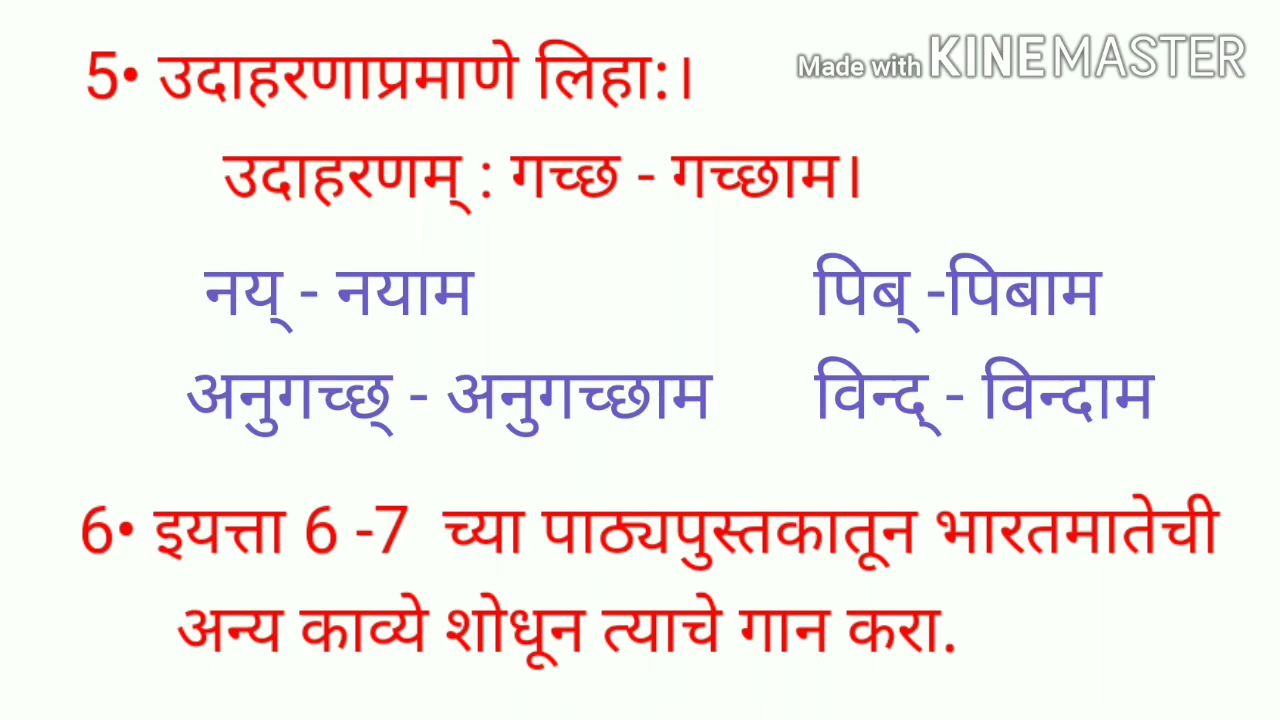 Made with KINEMASTER
5• उदाहरणाप्रमाणे लिहा:।
उदाहरणम् : गच्छ - गच्छाम।
नय् - नयाम पिब् -पिबाम
अनुगच्छ् - अनुगच्छाम विन्द् - विन्दाम
6• इयत्ता 6 -7 च्या पाठ्यपुस्तकातून भारतमातेची
अन्य काव्ये शोधून त्याचे गान करा.